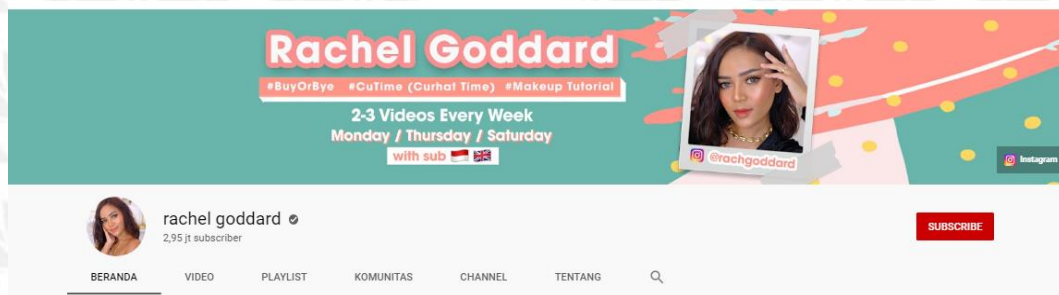 Rachel Goddard
#BuyOrBye #CuTime (Curhat Time) #Makeup Tutorial
2-3 Videos Every Week
Monday / Thursday / Saturday
with sub
@rachgoddard
Instagram
rachel goddard
2,95 jt subscriber
SUBSCRIBE
BERANDA VIDEO PLAYLIST KOMUNITAS CHANNEL TENTANG